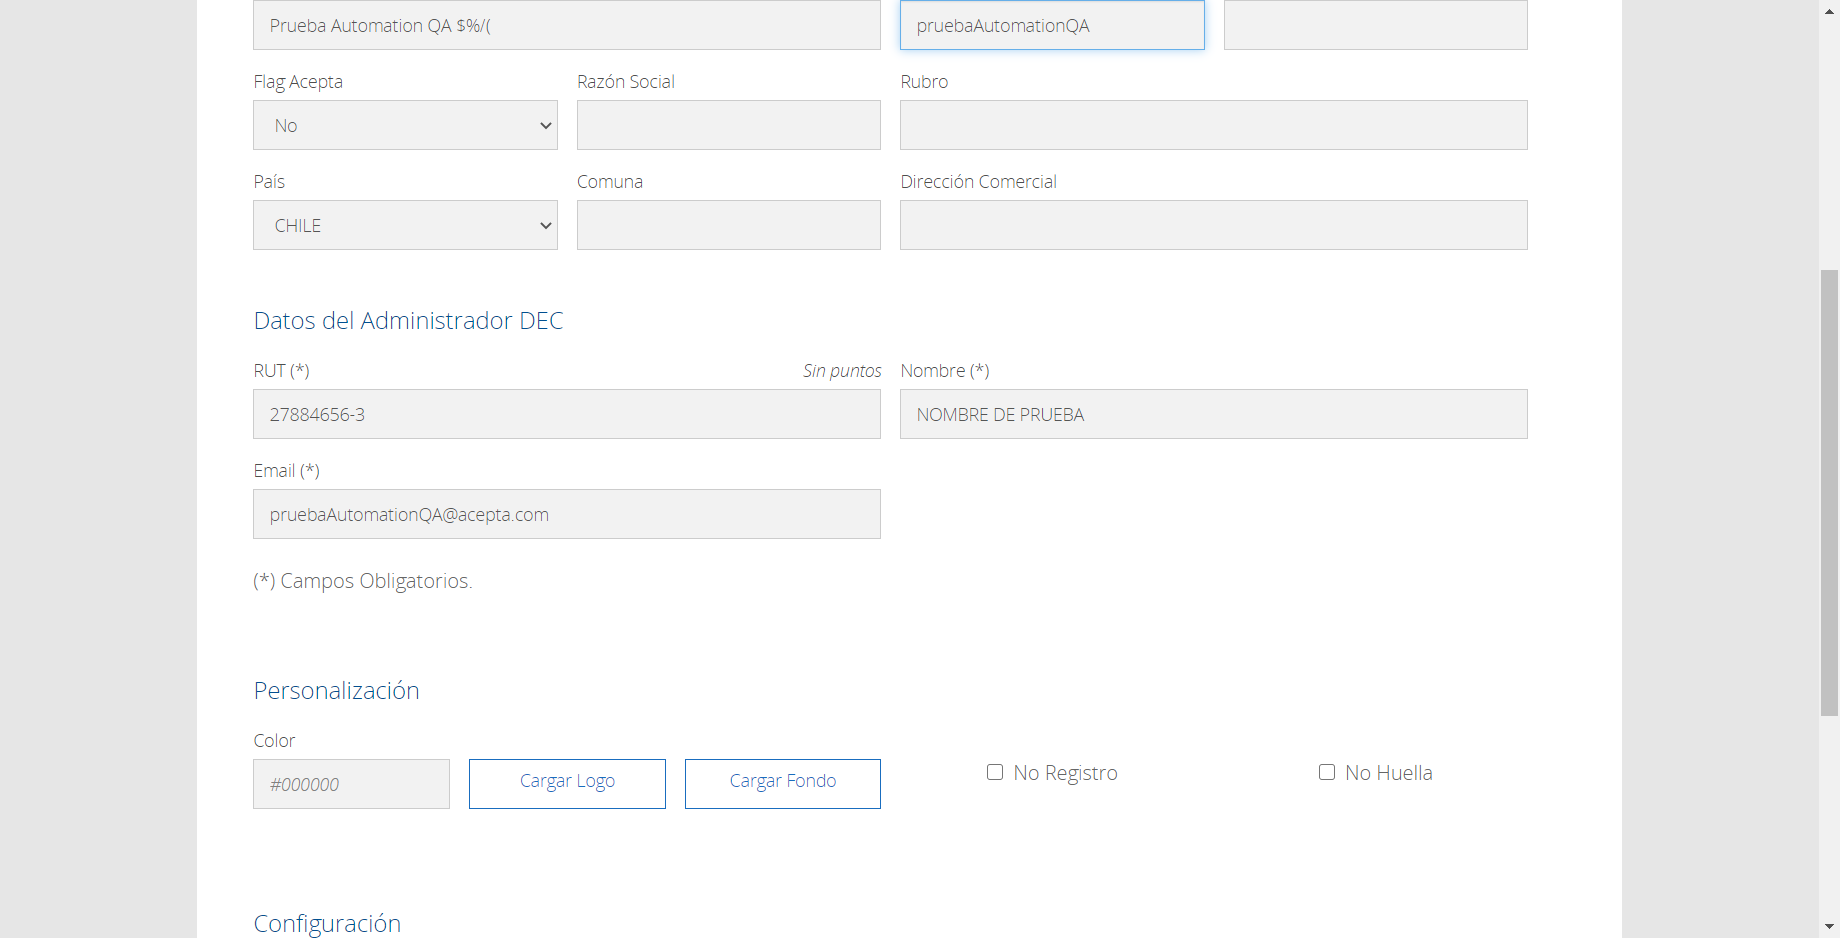 Prueba Automation QA $%/( pruebaAutomationQA
Flag Acepta Razón Social Rubro
No
País Comuna Dirección Comercial
CHILE
Datos del Administrador DEC
RUT (*) Sin puntos Nombre (*)
27884656-3 NOMBRE DE PRUEBA
Email (*)
pruebaAutomationQA@acepta.com
(*) Campos Obligatorios.
Personalización
Color
#000000 Cargar Logo Cargar Fondo No Registro No Huella
Configuración